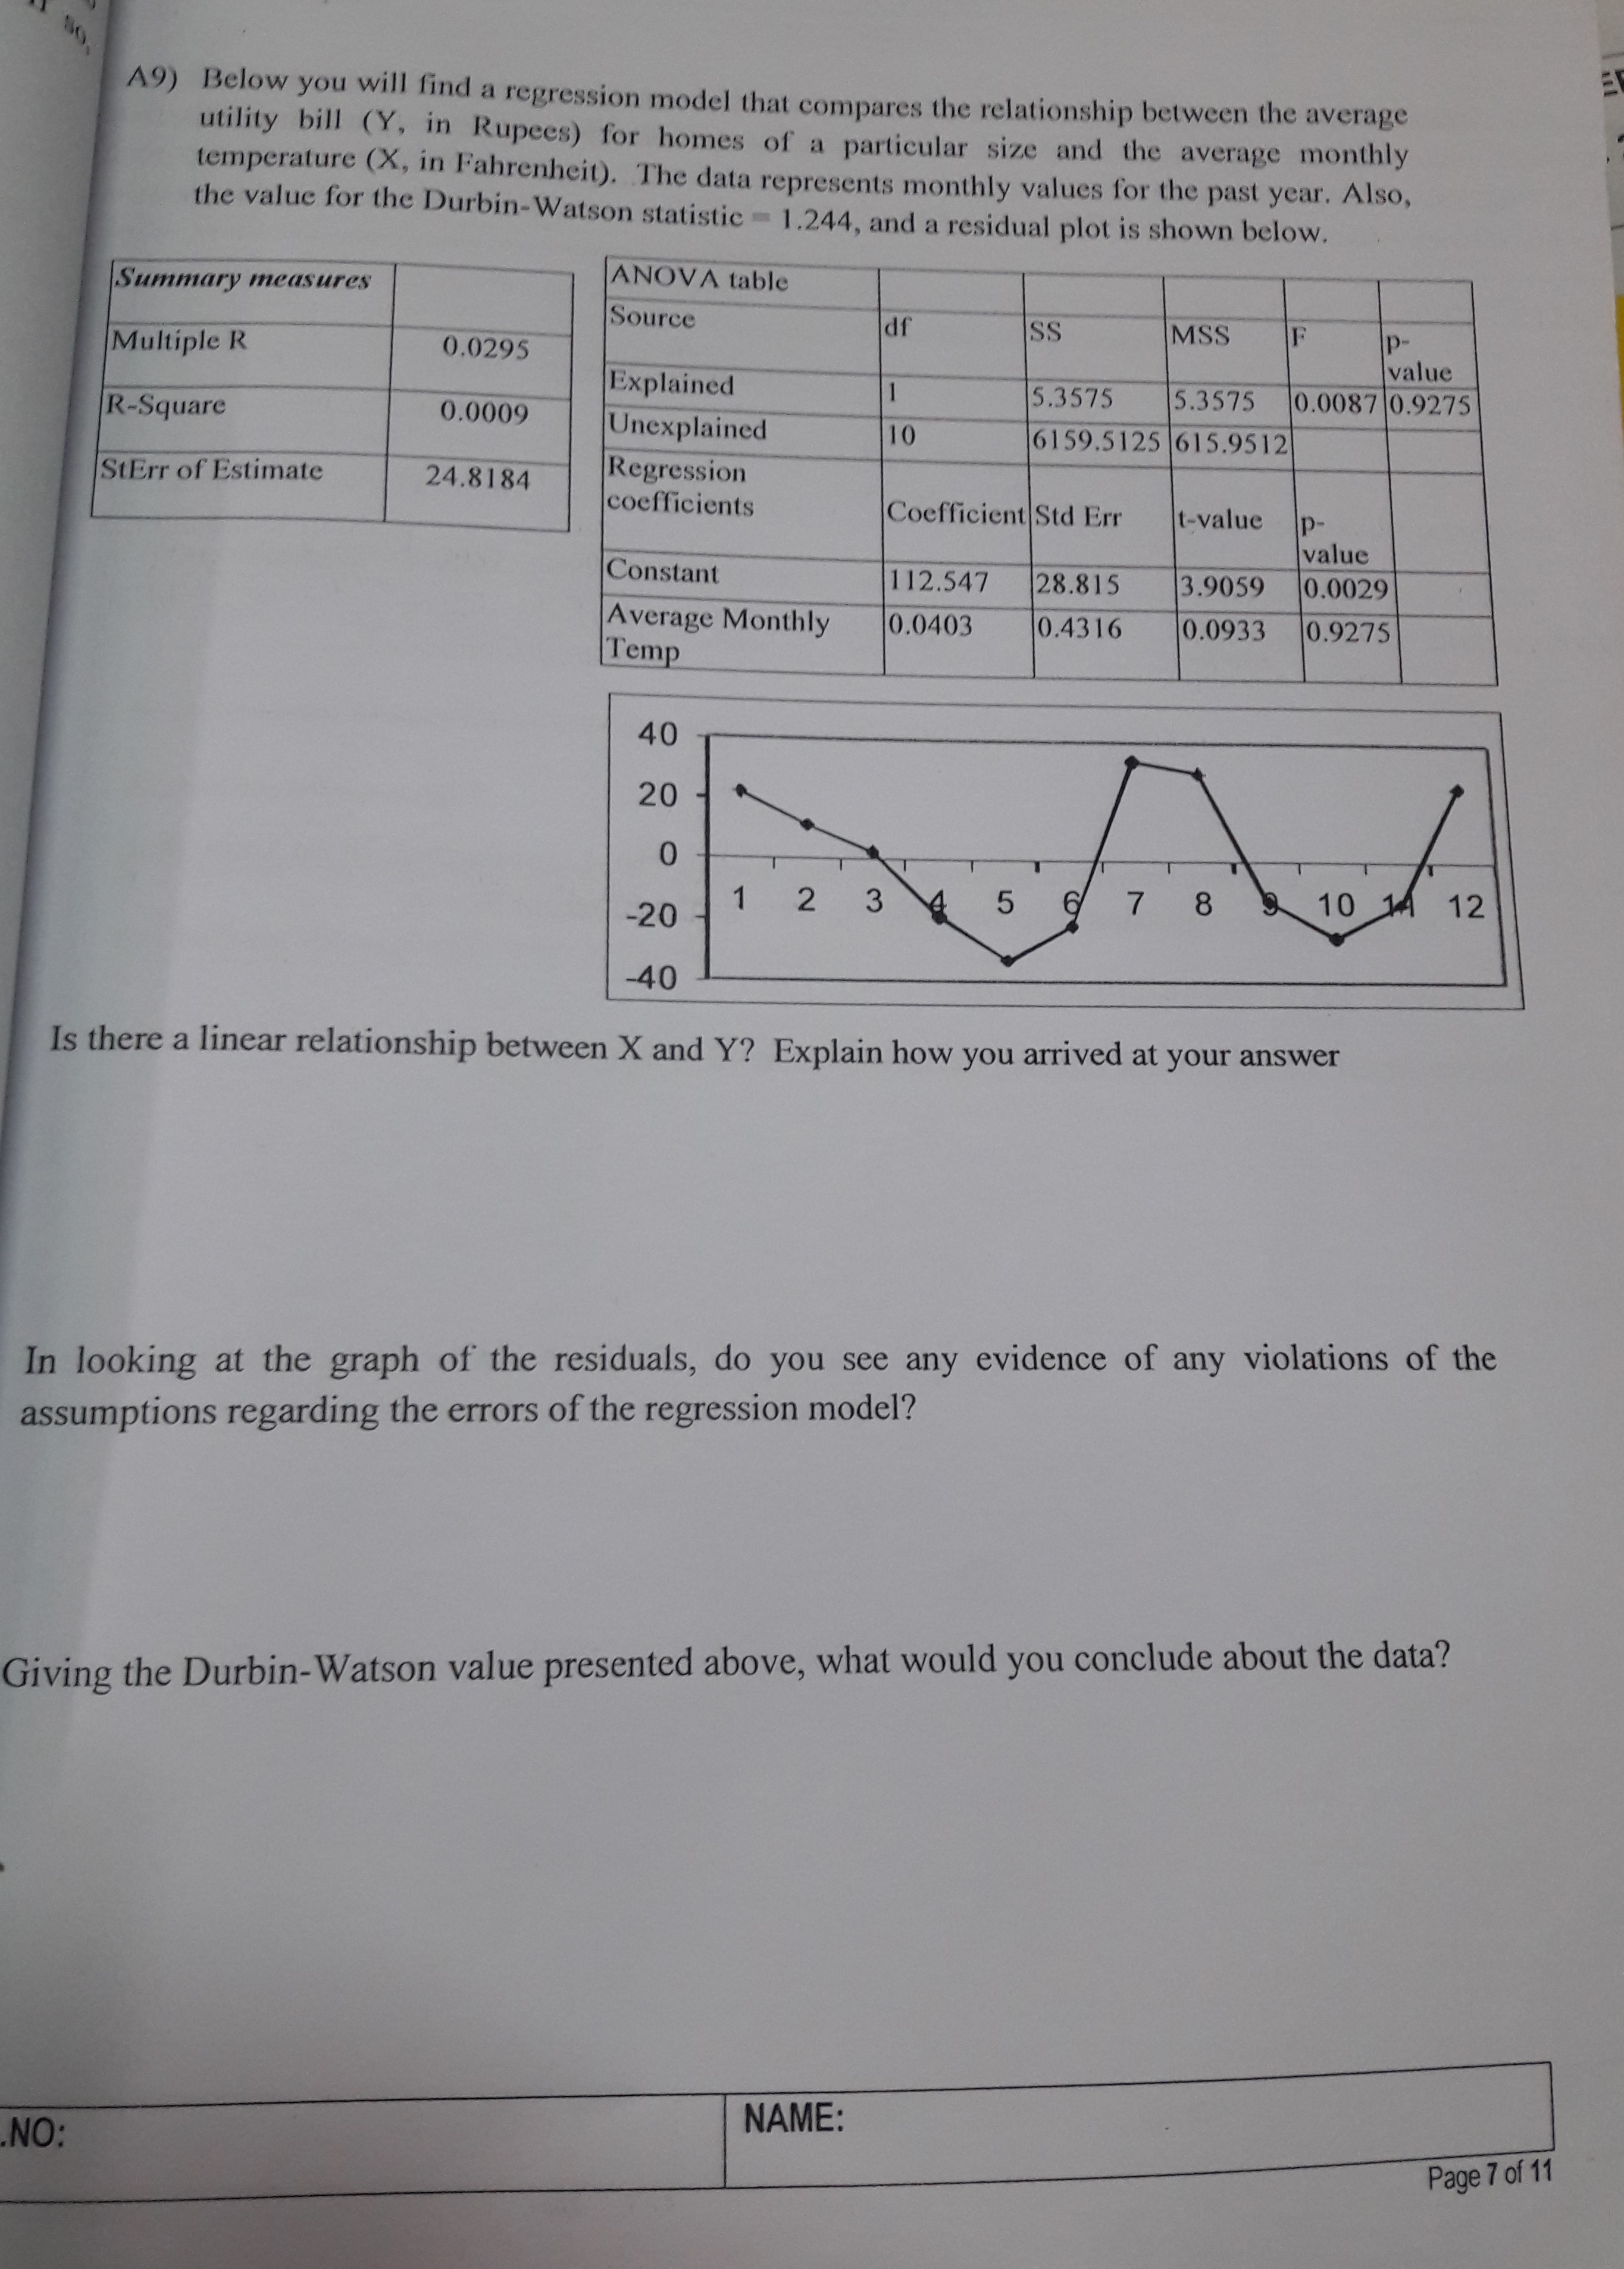 so,
A9) Below you will find a regression model that compares the relationship between the average
utility bill (Y, in Rupees) for homes of a particular size and the average monthly
temperature (X, in Fahrenheit). The data represents monthly values for the past year. Also,
the value for the Durbin-Watson statistic = 1.244, and a residual plot is shown below.
Summary measures
Multiple R 0.0295
R-Square 0.0009
StErr of Estimate 24.8184
ANOVA table
Source df SS MSS F p-
value
Explained 1 5.3575 5.3575 0.0087 0.9275
Unexplained 10 6159.5125 615.9512
Regression
coefficients Coefficient Std Err t-value p-
value
Constant 112.547 28.815 3.9059 0.0029
Average Monthly 0.0403 0.4316 0.0933 0.9275
Temp
40
20
0
-20
-40
1 2 3 4 5 6 7 8 9 10 11 12
Is there a linear relationship between X and Y? Explain how you arrived at your answer
In looking at the graph of the residuals, do you see any evidence of any violations of the
assumptions regarding the errors of the regression model?
Giving the Durbin-Watson value presented above, what would you conclude about the data?
.NO: NAME:
Page 7 of 11